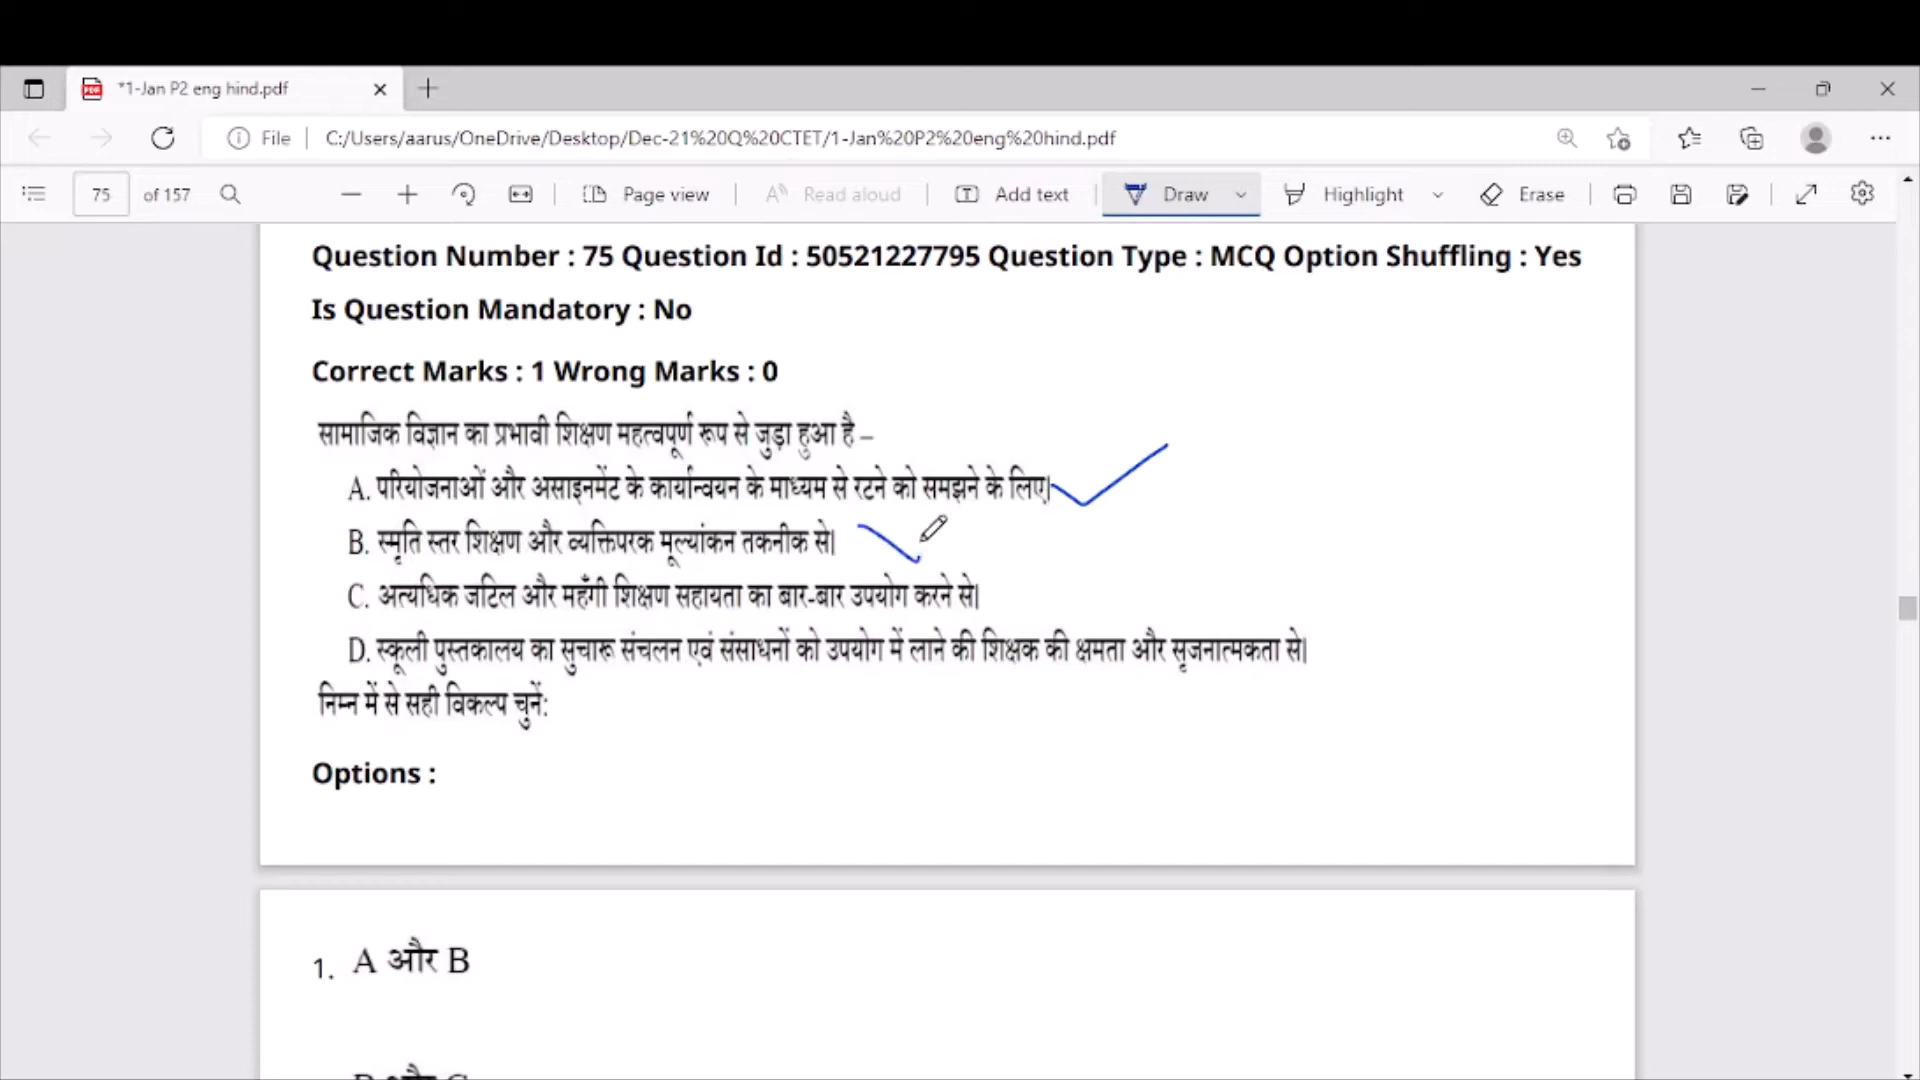 *1-Jan P2 eng hind.pdf
File C:/Users/aarus/OneDrive/Desktop/Dec-21%20Q%20CTET/1-Jan%20P2%20eng%20hind.pdf
75 of 157 Page view Read aloud Add text Draw Highlight Erase
Question Number : 75 Question Id : 50521227795 Question Type : MCQ Option Shuffling : Yes
Is Question Mandatory : No
Correct Marks : 1 Wrong Marks : 0
सामाजिक विज्ञान का प्रभावी शिक्षण महत्वपूर्ण रूप से जुड़ा हुआ है –
A. परियोजनाओं और असाइनमेंट के कार्यान्वयन के माध्यम से रटने को समझने के लिए।
B. स्मृति स्तर शिक्षण और व्यक्तिपरक मूल्यांकन तकनीक से।
C. अत्यधिक जटिल और महँगी शिक्षण सहायता का बार-बार उपयोग करने से।
D. स्कूली पुस्तकालय का सुचारू संचलन एवं संसाधनों को उपयोग में लाने की शिक्षक की क्षमता और सृजनात्मकता से।
निम्न में से सही विकल्प चुनें:
Options :
1. A और B